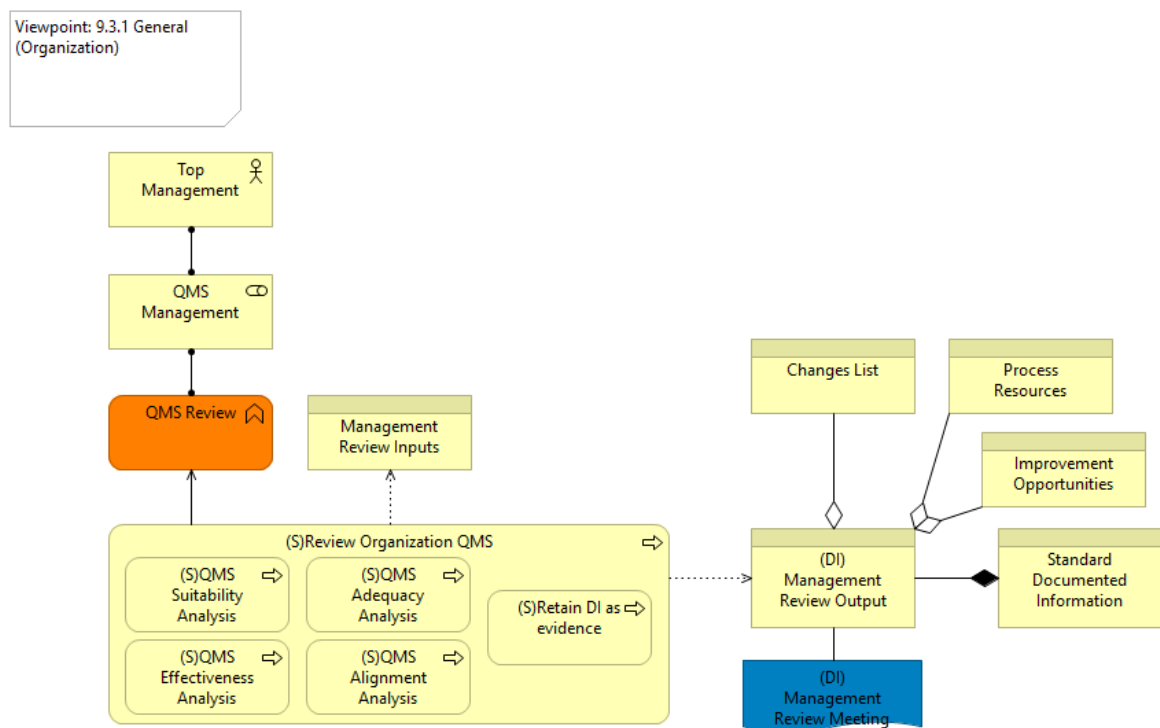 Viewpoint: 9.3.1 General
(Organization)
Top
Management
QMS
Management
QMS Review
Management
Review Inputs
Changes List
Process
Resources
Improvement
Opportunities
(S)Review Organization QMS
(S)QMS
Suitability
Analysis
(S)QMS
Adequacy
Analysis
(S)Retain DI as
evidence
(S)QMS
Effectiveness
Analysis
(S)QMS
Alignment
Analysis
(DI)
Management
Review Output
Standard
Documented
Information
(DI)
Management
Review Meeting